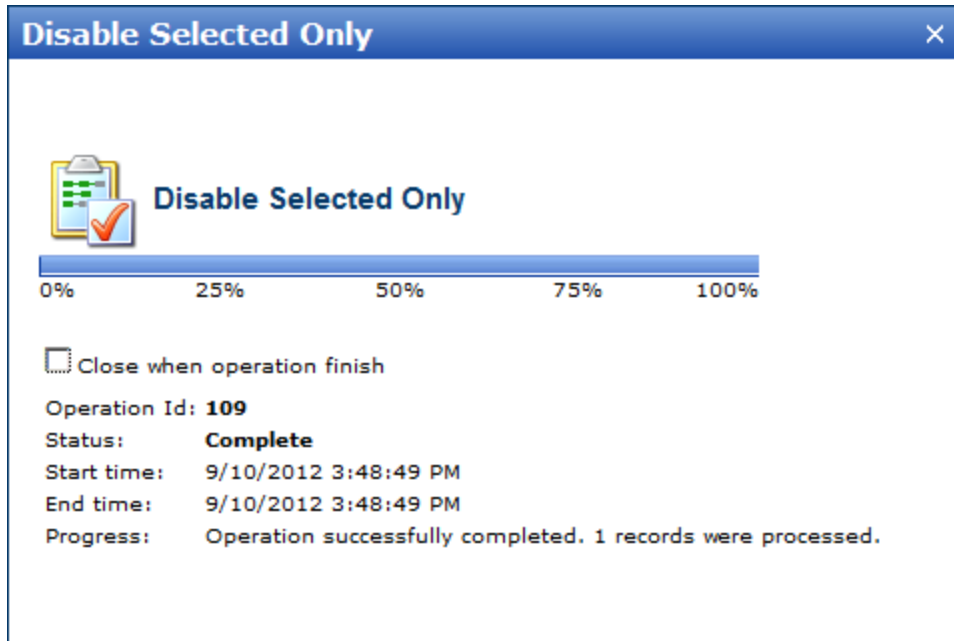 Disable Selected Only
Disable Selected Only
0% 25% 50% 75% 100%
Close when operation finish
Operation Id: 109
Status: Complete
Start time: 9/10/2012 3:48:49 PM
End time: 9/10/2012 3:48:49 PM
Progress: Operation successfully completed. 1 records were processed.